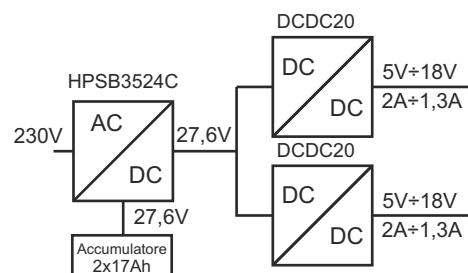 DCDC20
HPSB3524C
DC
DC
5V÷18V
2A÷1,3A
230V
AC
DC
27,6V
DCDC20
27,6V
DC
DC
5V÷18V
2A÷1,3A
Accumulatore
2x17Ah